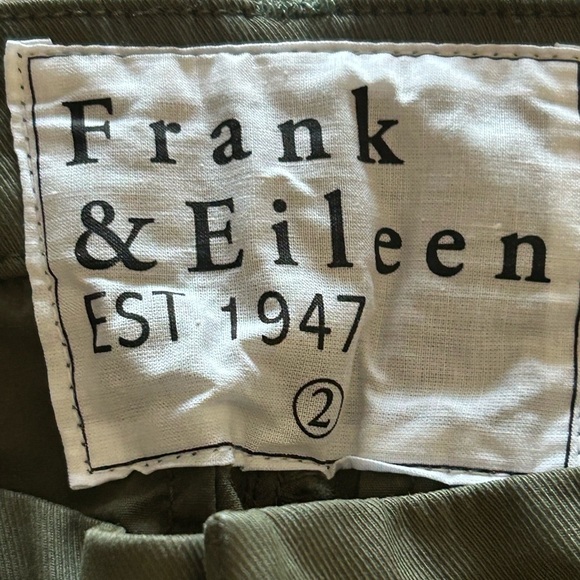 Frank
& Eileen
EST 1947
2